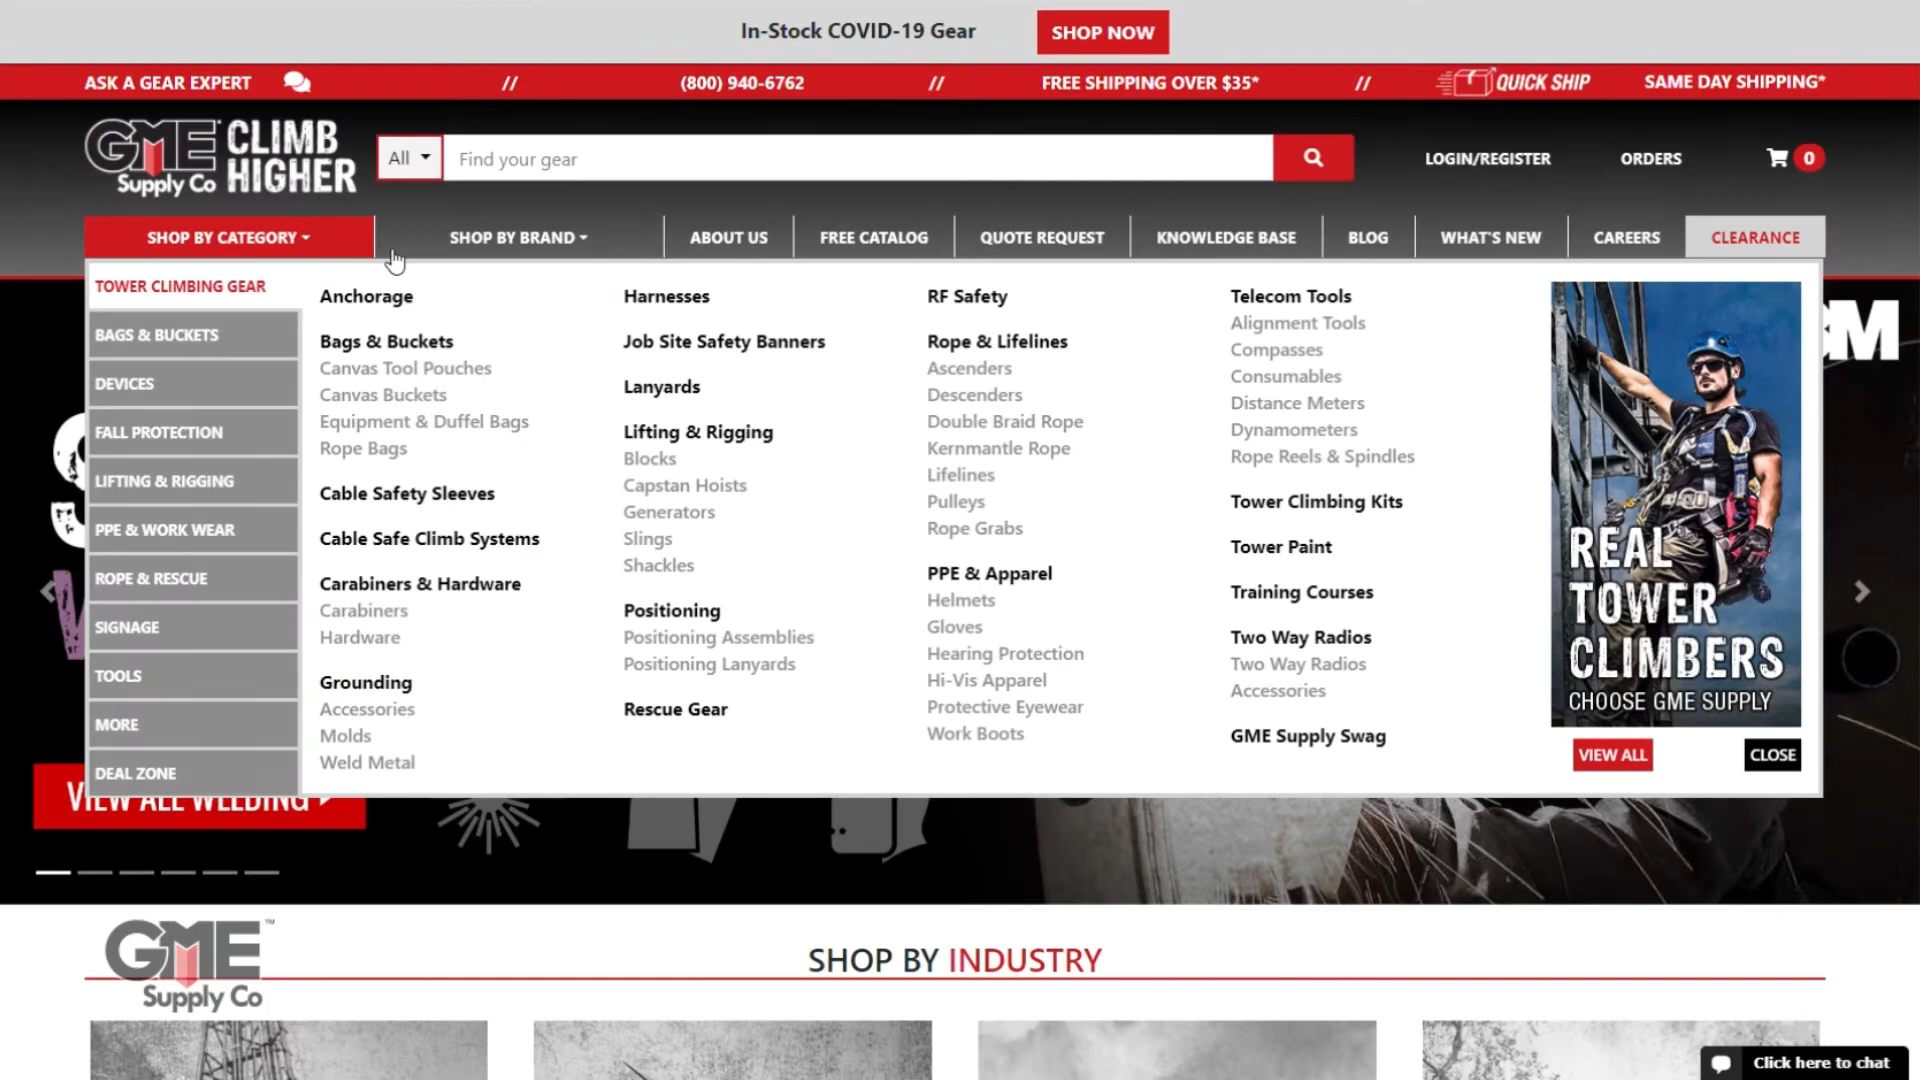 In-Stock COVID-19 Gear
SHOP NOW
ASK A GEAR EXPERT // (800) 940-6762 // FREE SHIPPING OVER $35* // QUICK SHIP SAME DAY SHIPPING*
GME Supply Co
CLIMB HIGHER
All
Find your gear
LOGIN/REGISTER
ORDERS
0
SHOP BY CATEGORY
SHOP BY BRAND
ABOUT US
FREE CATALOG
QUOTE REQUEST
KNOWLEDGE BASE
BLOG
WHAT'S NEW
CAREERS
CLEARANCE
TOWER CLIMBING GEAR
BAGS & BUCKETS
DEVICES
FALL PROTECTION
LIFTING & RIGGING
PPE & WORK WEAR
ROPE & RESCUE
SIGNAGE
TOOLS
MORE
DEAL ZONE
Anchorage
Bags & Buckets
Canvas Tool Pouches
Canvas Buckets
Equipment & Duffel Bags
Rope Bags
Cable Safety Sleeves
Cable Safe Climb Systems
Carabiners & Hardware
Carabiners
Hardware
Grounding
Accessories
Molds
Weld Metal
Harnesses
Job Site Safety Banners
Lanyards
Lifting & Rigging
Blocks
Capstan Hoists
Generators
Slings
Shackles
Positioning
Positioning Assemblies
Positioning Lanyards
Rescue Gear
RF Safety
Rope & Lifelines
Ascenders
Descenders
Double Braid Rope
Kernmantle Rope
Lifelines
Pulleys
Rope Grabs
PPE & Apparel
Helmets
Gloves
Hearing Protection
Hi-Vis Apparel
Protective Eyewear
Work Boots
Telecom Tools
Alignment Tools
Compasses
Consumables
Distance Meters
Dynamometers
Rope Reels & Spindles
Tower Climbing Kits
Tower Paint
Training Courses
Two Way Radios
Two Way Radios
Accessories
GME Supply Swag
REAL
TOWER
CLIMBERS
CHOOSE GME SUPPLY
VIEW ALL
CLOSE
VIEW ALL WELDING
GME Supply Co ™
SHOP BY INDUSTRY
Click here to chat